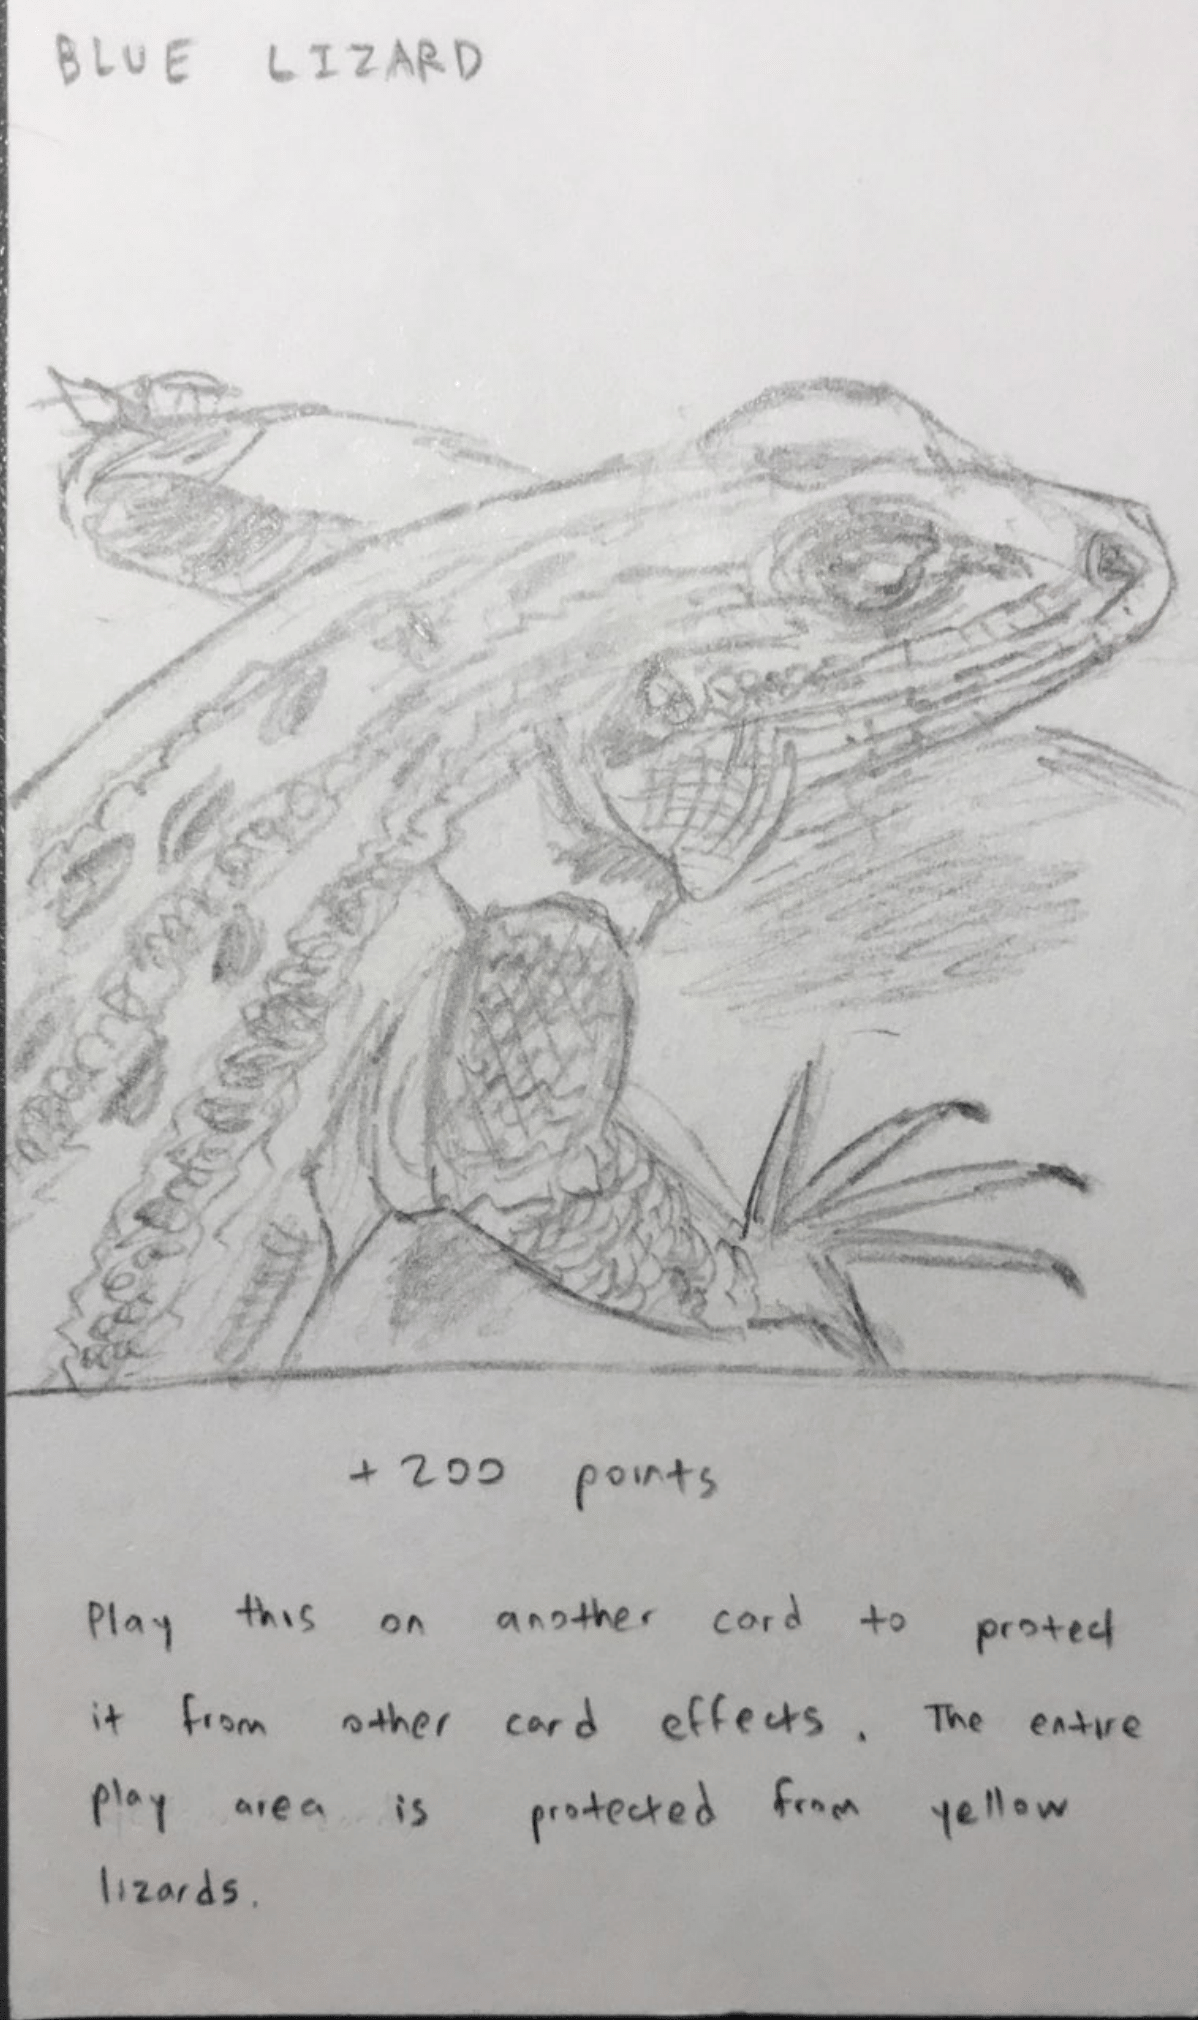 BLUE LIZARD
+200 points
Play this on another card to protect
it from other card effects. The entire
play area is protected from yellow
lizards.